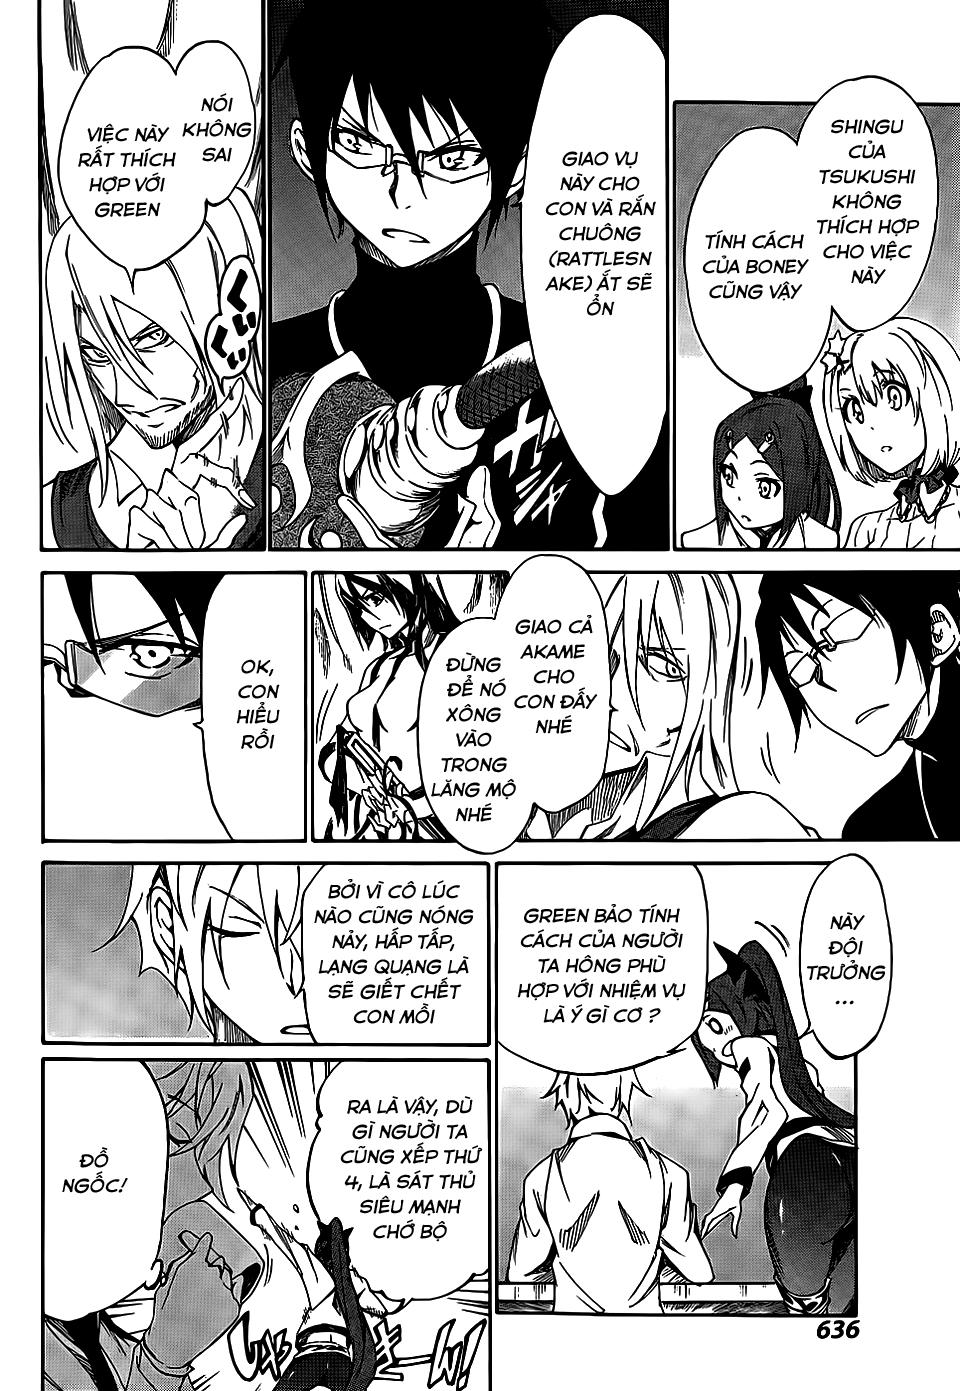 SHINGU
CỦA
TSUKUSHI
KHÔNG
THÍCH HỢP
CHO VIỆC
NÀY
TÍNH CÁCH
CỦA BONEY
CŨNG VẬY
GIAO VỤ
NÀY CHO
CON VÀ RẮN
CHUÔNG
(RATTLESN
AKE) ẮT SẼ
ỔN
NÓI
KHÔNG
SAI
VIỆC NÀY
RẤT THÍCH
HỢP VỚI
GREEN
GIAO CẢ
AKAME
CHO
CON ĐẤY
NHÉ
ĐỪNG
ĐỂ NÓ
XÔNG
VÀO
TRONG
LĂNG MỘ
NHÉ
OK,
CON
HIỂU
RỒI
NÀY
ĐỘI
TRƯỞNG
...
GREEN BẢO TÍNH
CÁCH CỦA NGƯỜI
TA HÔNG PHÙ
HỢP VỚI NHIỆM VỤ
LÀ Ý GÌ CƠ ?
BỞI VÌ CÔ LÚC
NÀO CŨNG NÓNG
NẢY, HẤP TẤP,
LẠNG QUẠNG LÀ
SẼ GIẾT CHẾT
CON MỒI
RA LÀ VẬY, DÙ
GÌ NGƯỜI TA
CŨNG XẾP THỨ
4, LÀ SÁT THỦ
SIÊU MẠNH
CHỚ BỘ
ĐỒ
NGỐC!
636